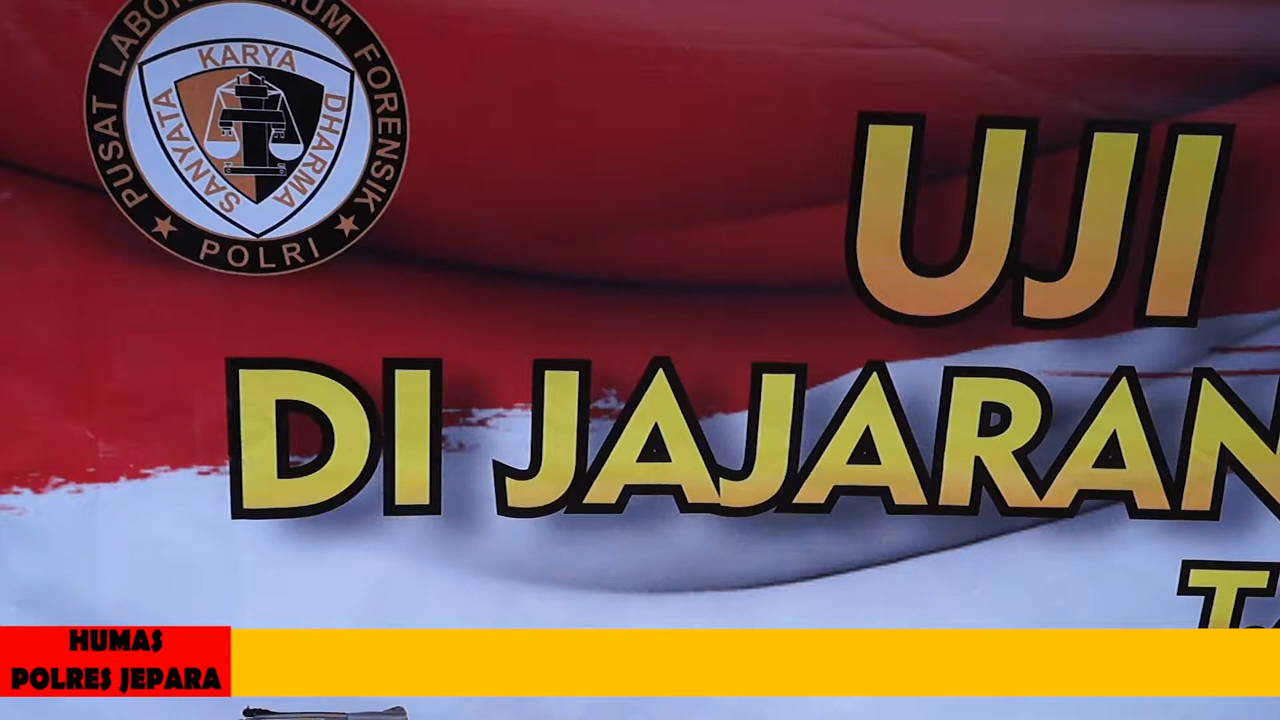 PUSAT LABORATORIUM FORENSIK
KARYA
SANYATA
DHARMA
POLRI
UJI
DI JAJARAN
HUMAS
POLRES JEPARA